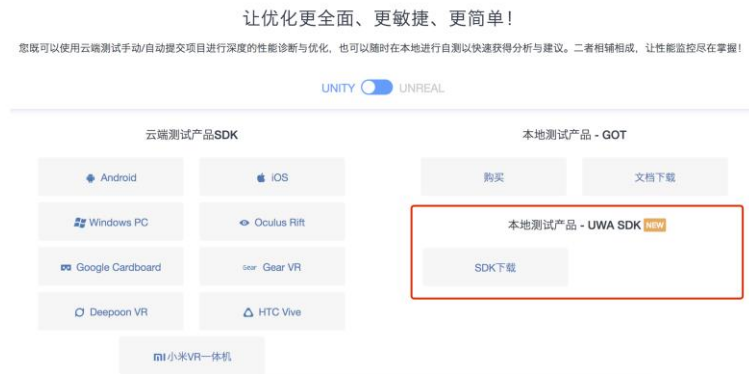 让优化更全面、更敏捷、更简单！
您既可以使用云端测试手动/自动提交项目进行深度的性能诊断与优化，也可以随时在本地进行自测以快速获得分析与建议。二者相辅相成，让性能监控尽在掌握！
UNITY UNREAL
云端测试产品SDK
Android
iOS
Windows PC
Oculus Rift
Google Cardboard
Gear Gear VR
Deepoon VR
HTC Vive
小米VR一体机
本地测试产品 - GOT
购买
文档下载
本地测试产品 - UWA SDK NEW
SDK下载